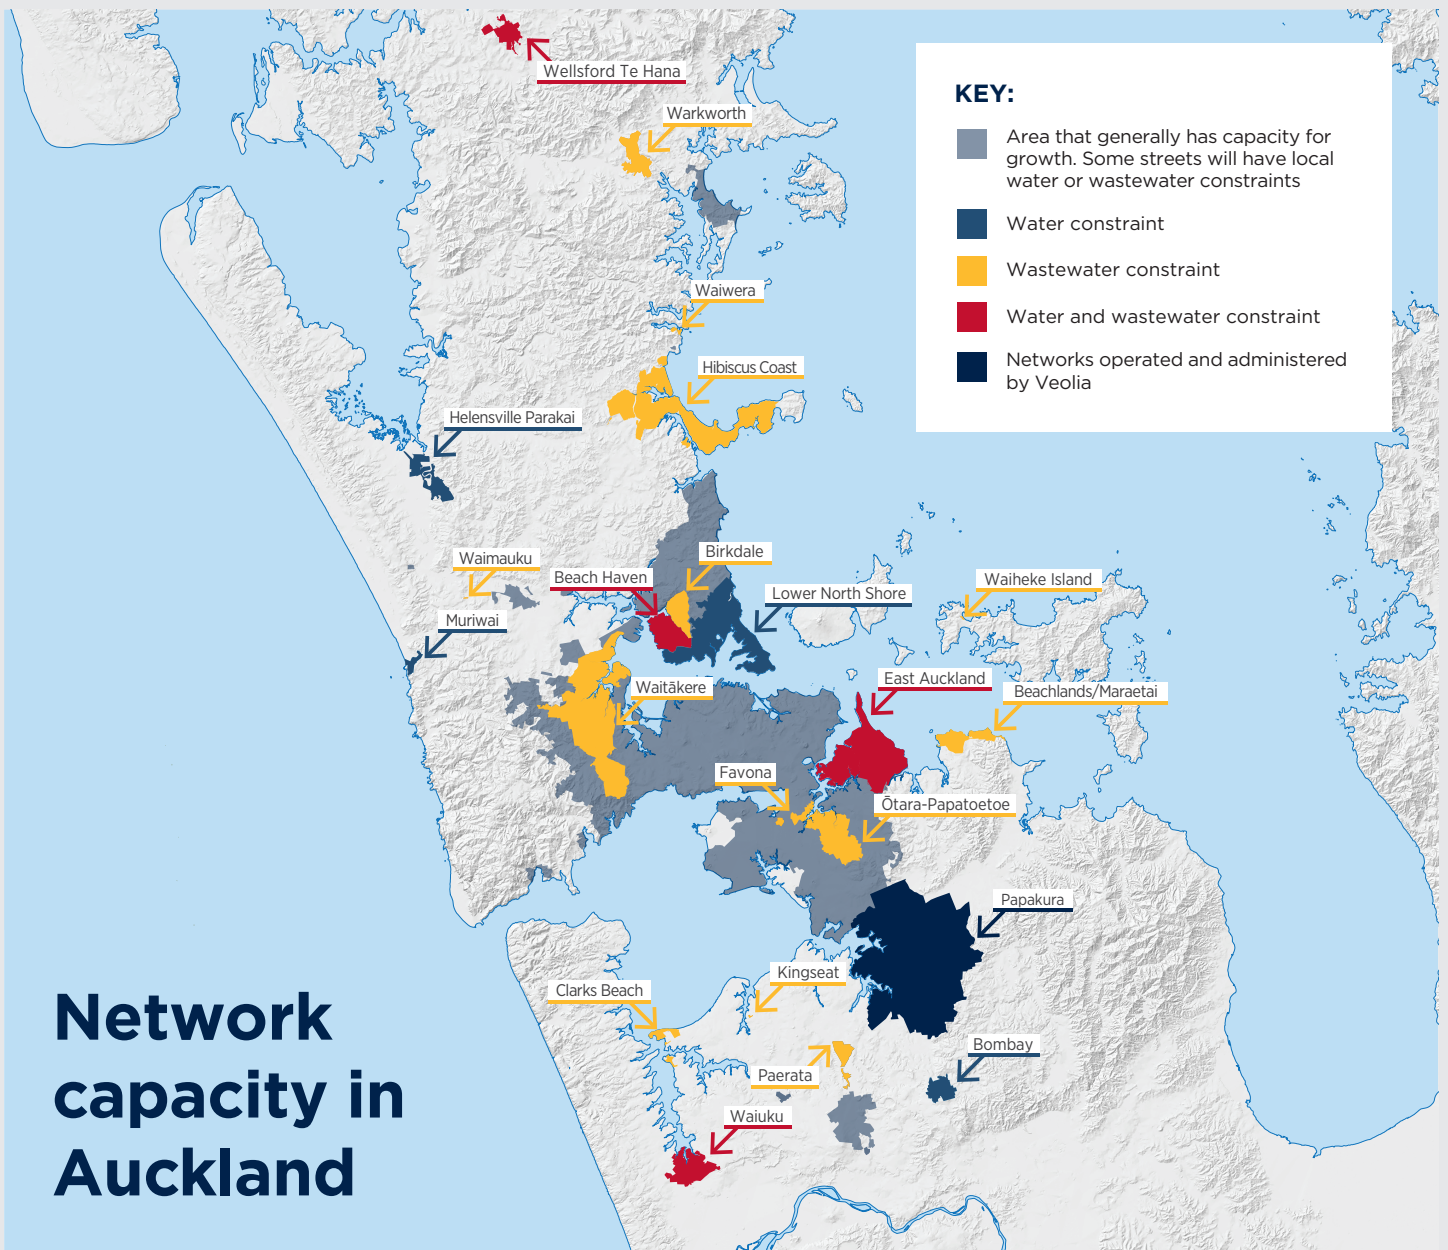 Wellsford Te Hana
Warkworth
KEY:
Area that generally has capacity for
growth. Some streets will have local
water or wastewater constraints
Water constraint
Wastewater constraint
Water and wastewater constraint
Networks operated and administered
by Veolia
Waiwera
Hibiscus Coast
Helensville Parakai
Birkdale
Waimauku
Beach Haven
Lower North Shore
Waiheke Island
Muriwai
East Auckland
Waitākere
Beachlands/Maraetai
Favona
Ōtara-Papatoetoe
Papakura
Kingseat
Clarks Beach
Bombay
Paerata
Waiuku
Network
capacity in
Auckland